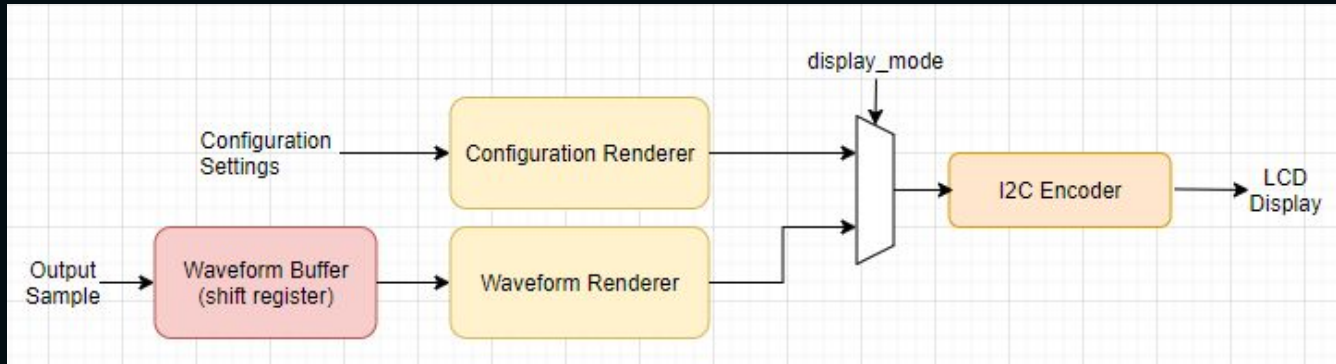 display_mode
Configuration
Settings
Configuration Renderer
I2C Encoder
LCD
Display
Output
Sample
Waveform Buffer
(shift register)
Waveform Renderer